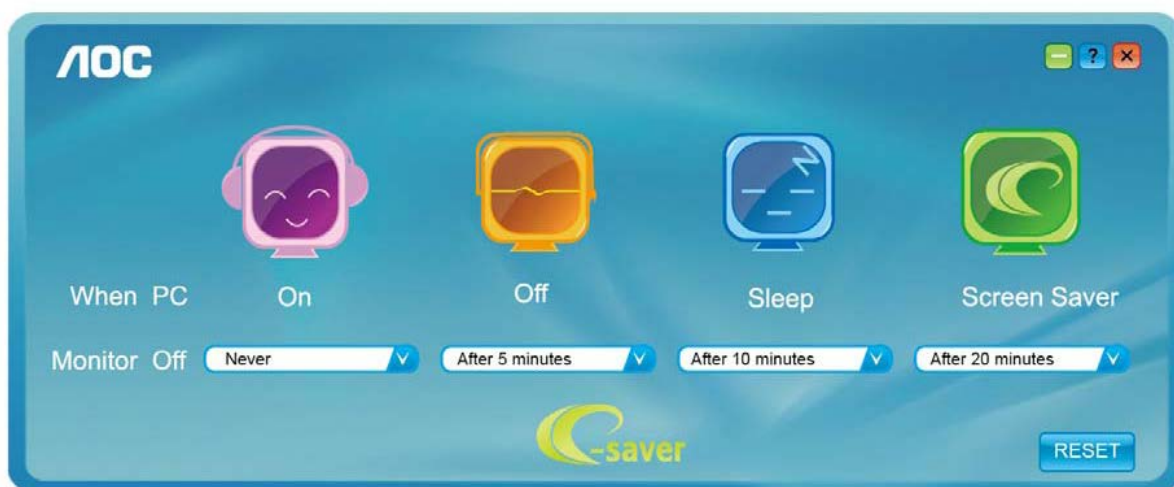 AOC
?
When PC On Off Sleep Screen Saver
Monitor Off Never After 5 minutes After 10 minutes After 20 minutes
e-saver
RESET